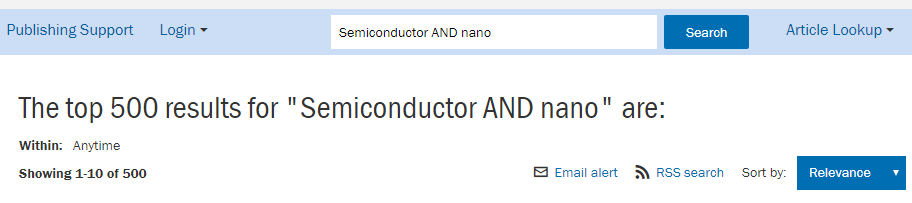 Publishing Support Login Semiconductor AND nano Search Article Lookup
The top 500 results for "Semiconductor AND nano" are:
Within: Anytime
Showing 1-10 of 500 Email alert RSS search Sort by: Relevance